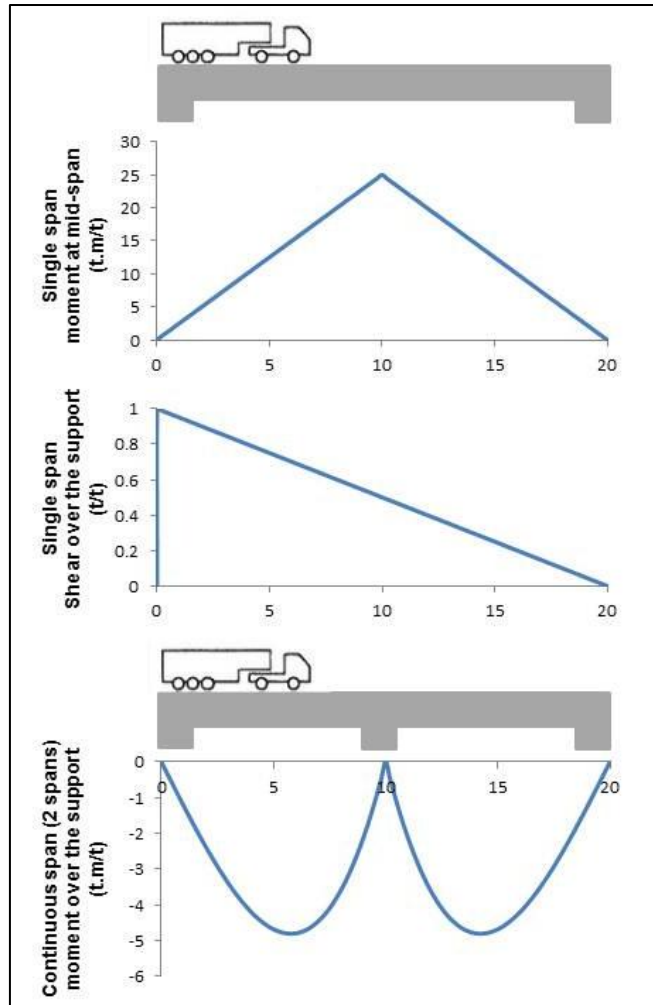 Single span
moment at mid-span
(t.m/t)
30
25
20
15
10
5
0
0 5 10 15 20
Single span
Shear over the support
(t/t)
1
0.8
0.6
0.4
0.2
0
0 5 10 15 20
Continuous span (2 spans)
moment over the support
(t.m/t)
0
0 5 10 15 20
-1
-2
-3
-4
-5
-6